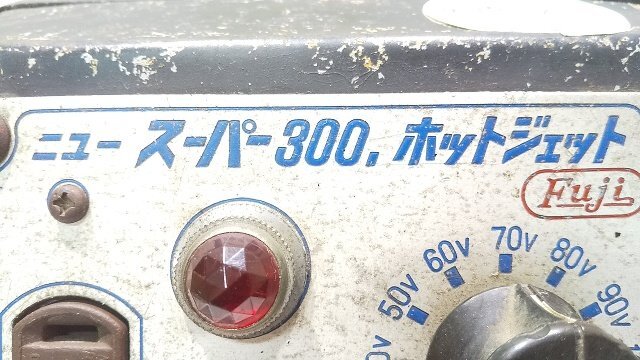 ニュー スーパー300, ホットジェット
Fuji
50V 60V 70V 80V 90V